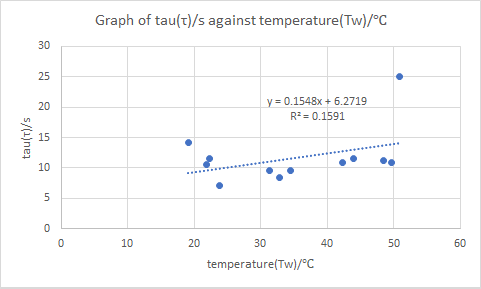 Graph of tau(τ)/s against temperature(Tw)/℃
30
25
20
15
10
5
0
y = 0.1548x + 6.2719
R² = 0.1591
tau(τ)/s
0 10 20 30 40 50 60
temperature(Tw)/℃